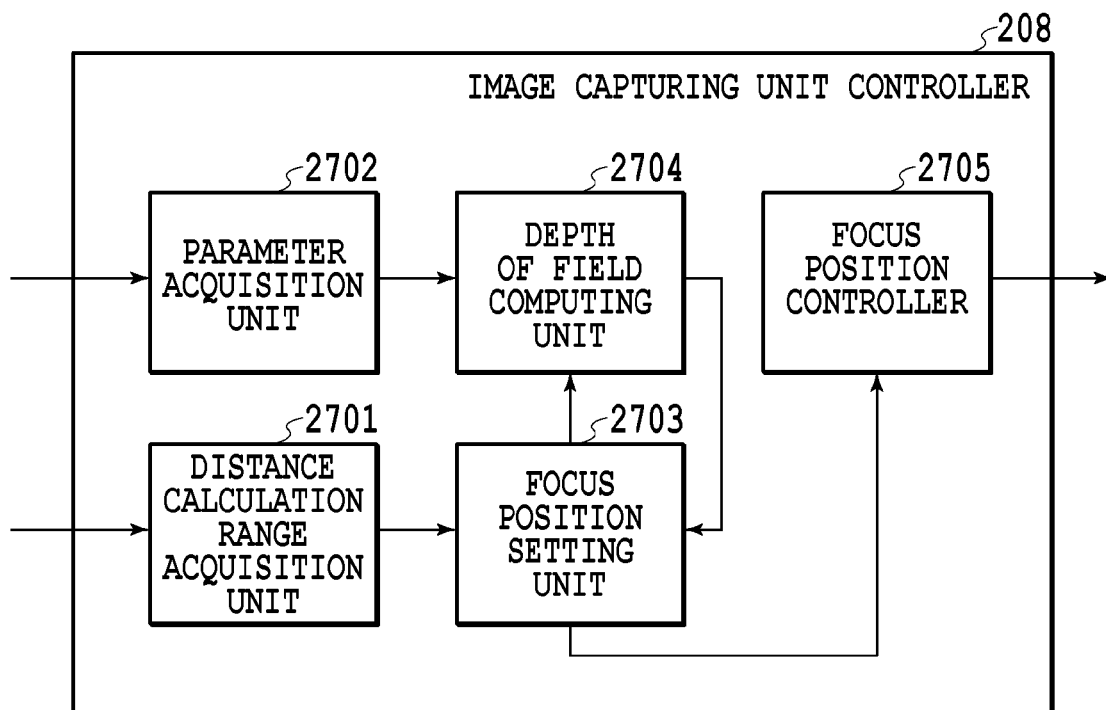 208
IMAGE CAPTURING UNIT CONTROLLER
2702
PARAMETER
ACQUISITION
UNIT
2704
DEPTH
OF FIELD
COMPUTING
UNIT
2705
FOCUS
POSITION
CONTROLLER
2701
DISTANCE
CALCULATION
RANGE
ACQUISITION
UNIT
2703
FOCUS
POSITION
SETTING
UNIT